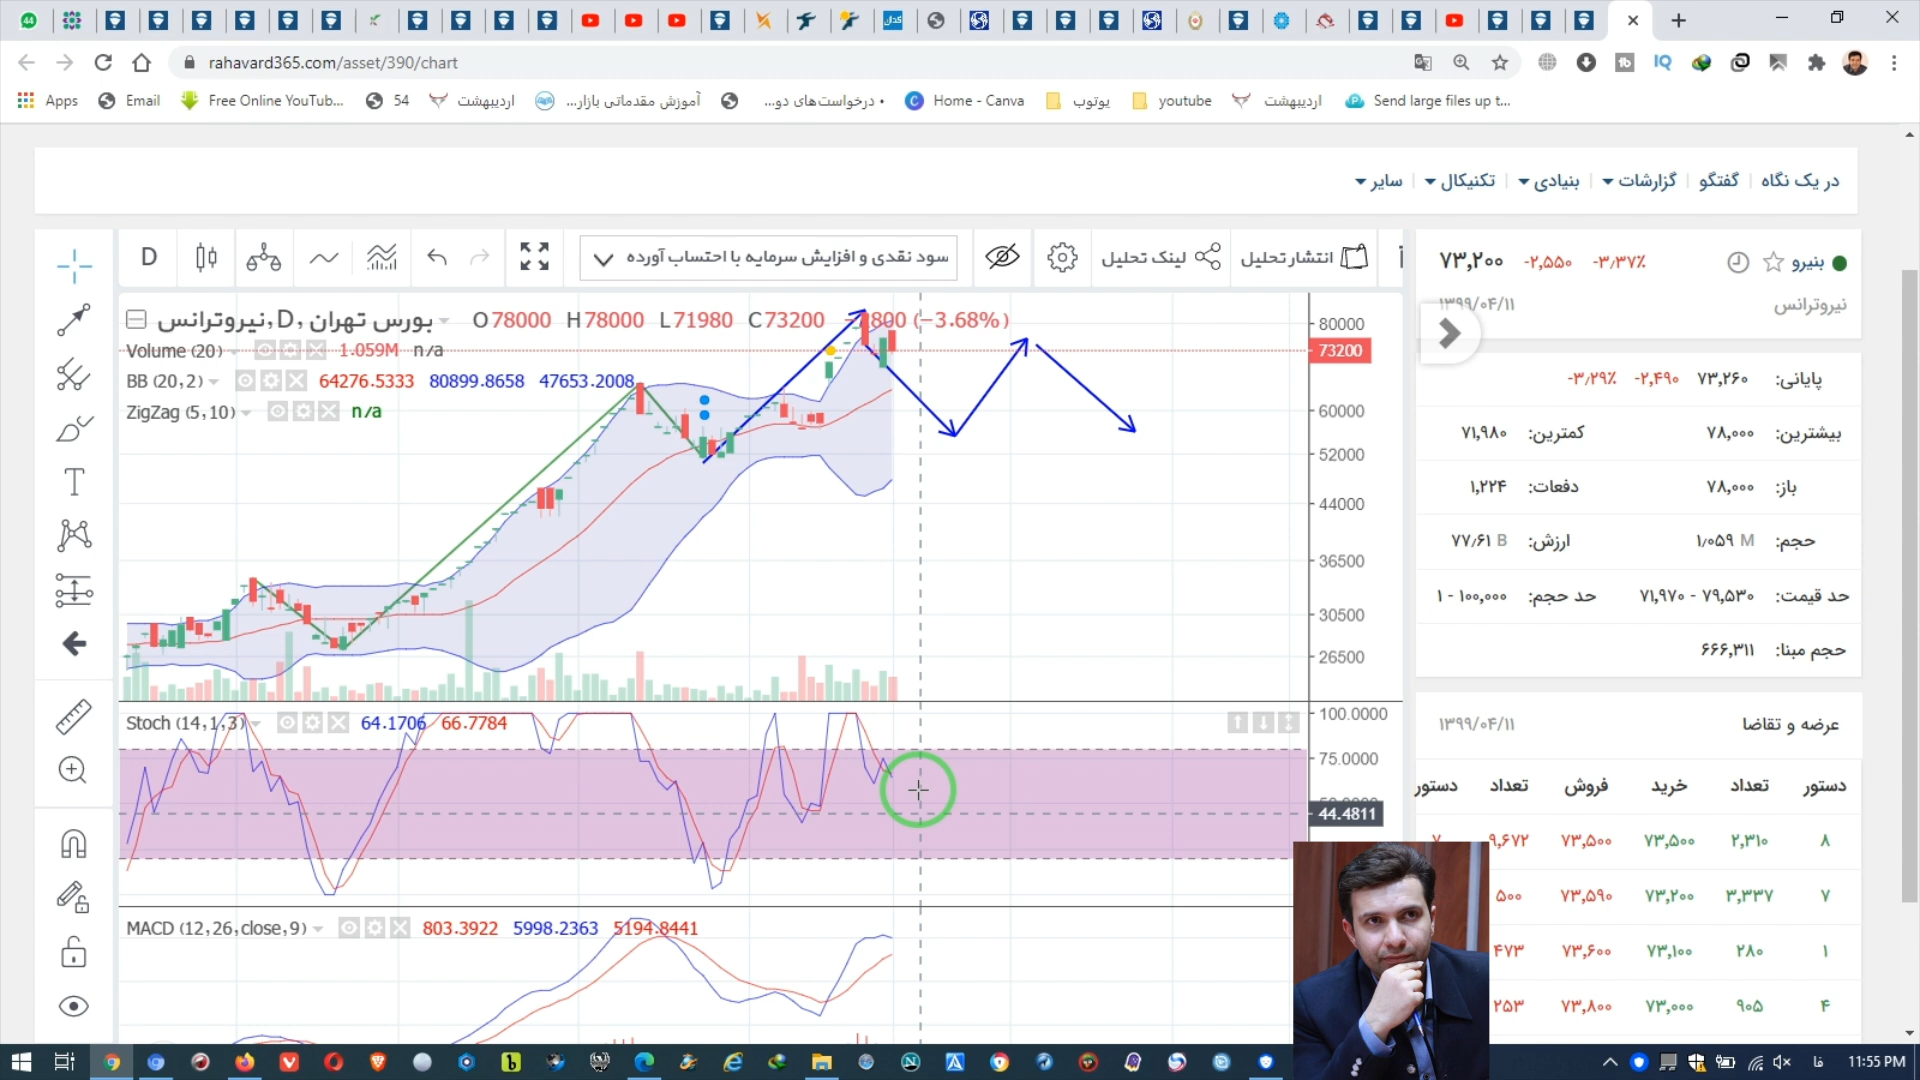 44
کدال
rahavard365.com/asset/390/chart
Apps
Email
Free Online YouTub...
54
اردیبهشت
آموزش مقدماتی بازار...
درخواست‌های دو...
Home - Canva
یوتوب
youtube
اردیبهشت
Send large files up t...
در یک نگاه
گفتگو
گزارشات
بنیادی
تکنیکال
سایر
D
سود نقدی و افزایش سرمایه با احتساب آورده
لینک تحلیل
انتشار تحلیل
نیروترانس, D, بورس تهران
O78000 H78000 L71980 C73200
(−3.68%)
Volume (20) 1.059M n/a
BB (20,2) 64276.5333 80899.8658 47653.2008
ZigZag (5,10) n/a
80000
73200
60000
52000
44000
36500
30500
26500
Stoch (14,1,3) 64.1706 66.7784
100.0000
75.0000
44.4811
MACD (12,26,close,9) 803.3922 5998.2363 5194.8441
بنیرو
۷۳,۲۰۰ -۲,۵۵۰ -۳٫۳۷٪
نیروترانس
۱۳۹۹/۰۴/۱۱
پایانی: ۷۳,۲۶۰ -۲,۴۹۰ -۳٫۲۹٪
بیشترین: ۷۸,۰۰۰ کمترین: ۷۱,۹۸۰
باز: ۷۸,۰۰۰ دفعات: ۱,۲۲۴
حجم: ۱٫۰۵۹ M ارزش: ۷۷٫۶۱ B
حد قیمت: ۷۱,۹۷۰ - ۷۹,۵۳۰ حد حجم: ۱ - ۱۰۰,۰۰۰
حجم مبنا: ۶۶۶,۳۱۱
عرضه و تقاضا ۱۳۹۹/۰۴/۱۱
دستور تعداد خرید فروش تعداد دستور
۸ ۲,۳۱۰ ۷۳,۵۰۰ ۷۳,۵۰۰ ۹,۶۷۲ ۷
۷ ۳,۳۳۷ ۷۳,۲۰۰ ۷۳,۵۹۰ ۵۰۰
۱ ۲۸۰ ۷۳,۱۰۰ ۷۳,۶۰۰ ۴۷۳
۴ ۹۰۵ ۷۳,۰۰۰ ۷۳,۸۰۰ ۲۵۳
فا
11:55 PM